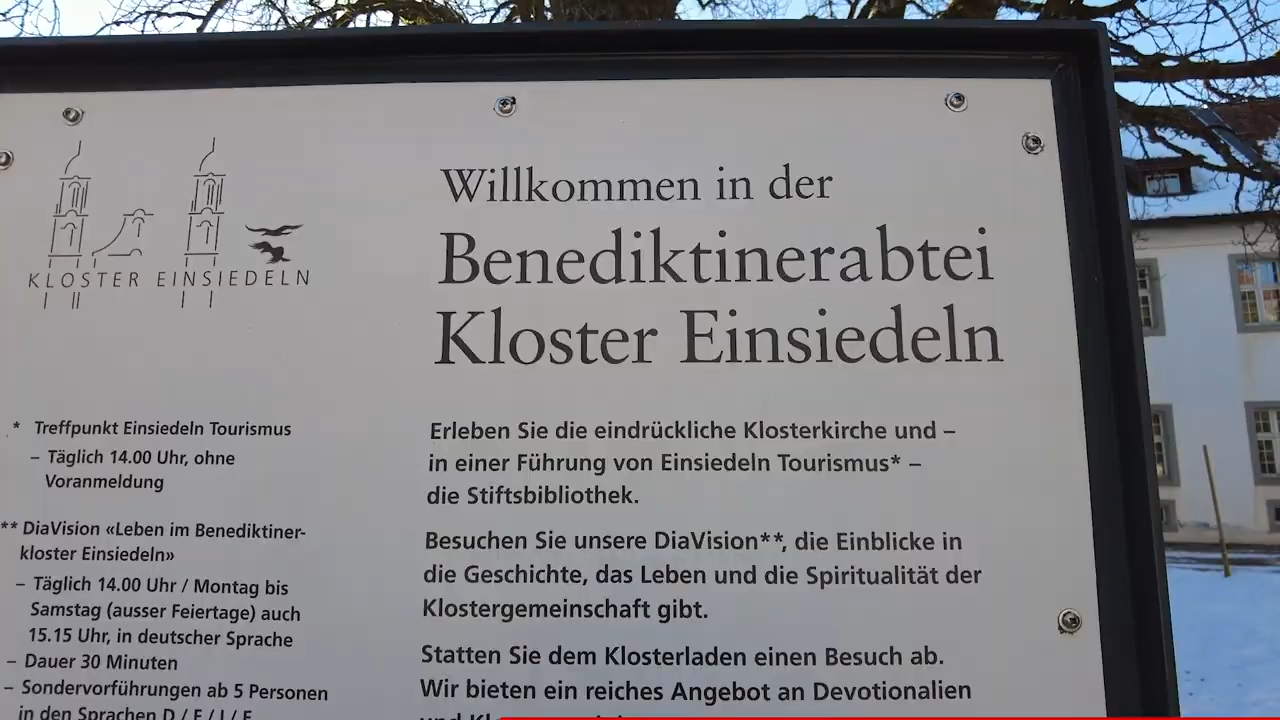 KLOSTER EINSIEDELN
Willkommen in der
Benediktinerabtei
Kloster Einsiedeln
* Treffpunkt Einsiedeln Tourismus
– Täglich 14.00 Uhr, ohne
Voranmeldung
** DiaVision «Leben im Benediktiner-
kloster Einsiedeln»
– Täglich 14.00 Uhr / Montag bis
Samstag (ausser Feiertage) auch
15.15 Uhr, in deutscher Sprache
– Dauer 30 Minuten
– Sondervorführungen ab 5 Personen
in den Sprachen D / F / I / E
Erleben Sie die eindrückliche Klosterkirche und –
in einer Führung von Einsiedeln Tourismus* –
die Stiftsbibliothek.
Besuchen Sie unsere DiaVision**, die Einblicke in
die Geschichte, das Leben und die Spiritualität der
Klostergemeinschaft gibt.
Statten Sie dem Klosterladen einen Besuch ab.
Wir bieten ein reiches Angebot an Devotionalien
und